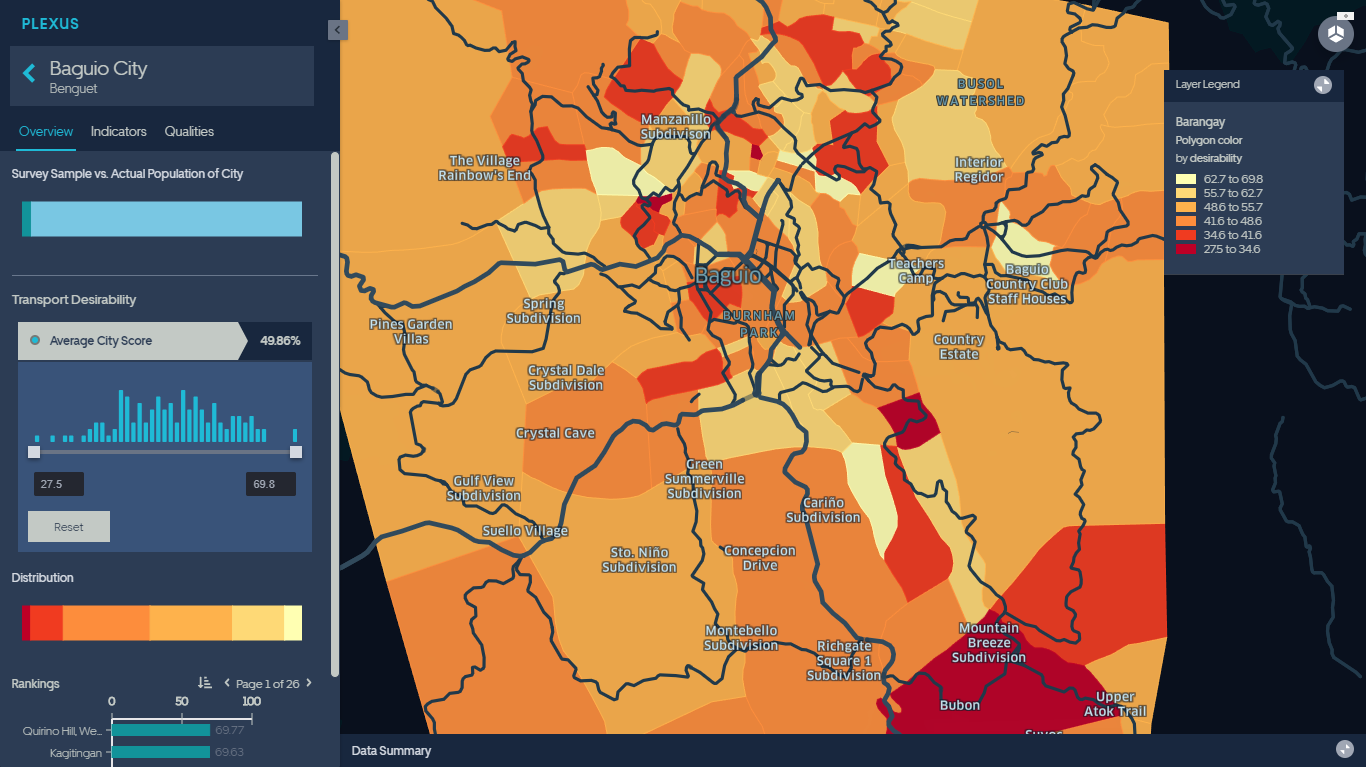 PLEXUS
Baguio City
Benguet
Overview
Indicators
Qualities
Survey Sample vs. Actual Population of City
Transport Desirability
Average City Score
49.86%
27.5
69.8
Reset
Distribution
Rankings
Page 1 of 26
0
50
100
Quirino Hill, We...
69.77
Kagitingan
69.63
BUSOL
WATERSHED
Manzanillo
Subdivison
The Village
Rainbow's End
Interior
Regidor
Teachers
Camp
Baguio
Country Club
Staff Houses
Baguio
BURNHAM
PARK
Spring
Subdivision
Pines Garden
Villas
Country
Estate
Crystal Dale
Subdivision
Crystal Cave
Green
Summerville
Subdivision
Gulf View
Subdivision
Cariño
Subdivision
Suello Village
Sto. Niño
Subdivision
Concepcion
Drive
Montebello
Subdivision
Richgate
Square 1
Subdivision
Mountain
Breeze
Subdivision
Bubon
Upper
Atok Trail
Layer Legend
Barangay
Polygon color
by desirability
62.7 to 69.8
55.7 to 62.7
48.6 to 55.7
41.6 to 48.6
34.6 to 41.6
27.5 to 34.6
Data Summary